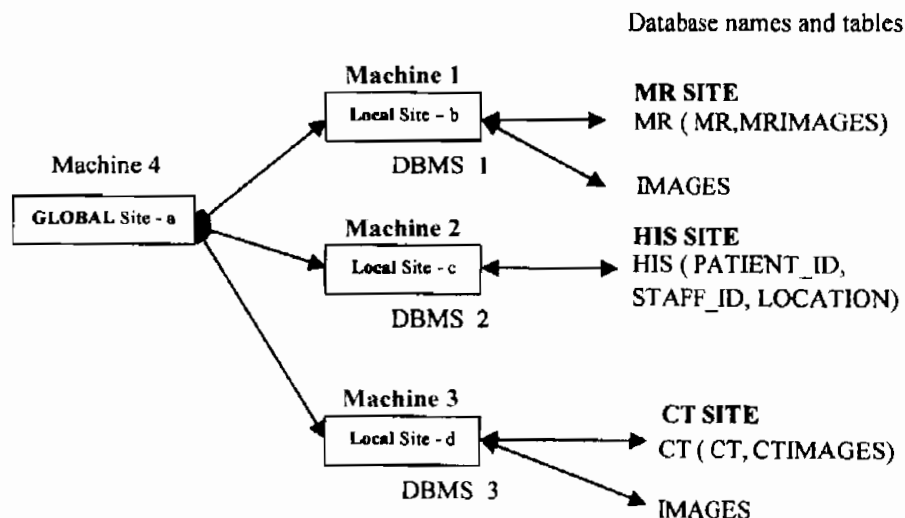 Database names and tables
Machine 1
Local Site - b
DBMS 1
MR SITE
MR ( MR,MRIMAGES)
IMAGES
Machine 4
GLOBAL Site - a
Machine 2
Local Site - c
DBMS 2
HIS SITE
HIS ( PATIENT_ID,
STAFF_ID, LOCATION)
Machine 3
Local Site - d
DBMS 3
CT SITE
CT ( CT, CTIMAGES)
IMAGES